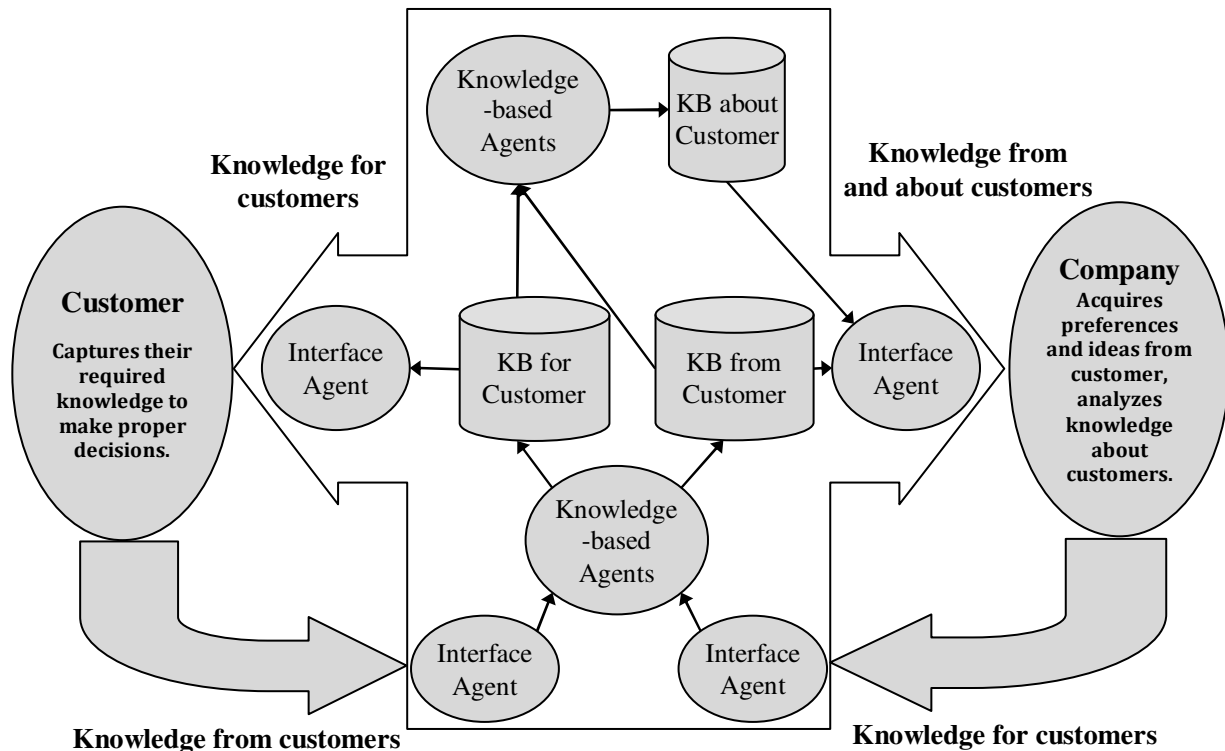 Knowledge
-based
Agents
KB about
Customer
Knowledge for
customers
Knowledge from
and about customers
Customer
Captures their
required
knowledge to
make proper
decisions.
Interface
Agent
KB for
Customer
KB from
Customer
Interface
Agent
Company
Acquires
preferences
and ideas from
customer,
analyzes
knowledge
about
customers.
Knowledge
-based
Agents
Interface
Agent
Interface
Agent
Knowledge from customers
Knowledge for customers